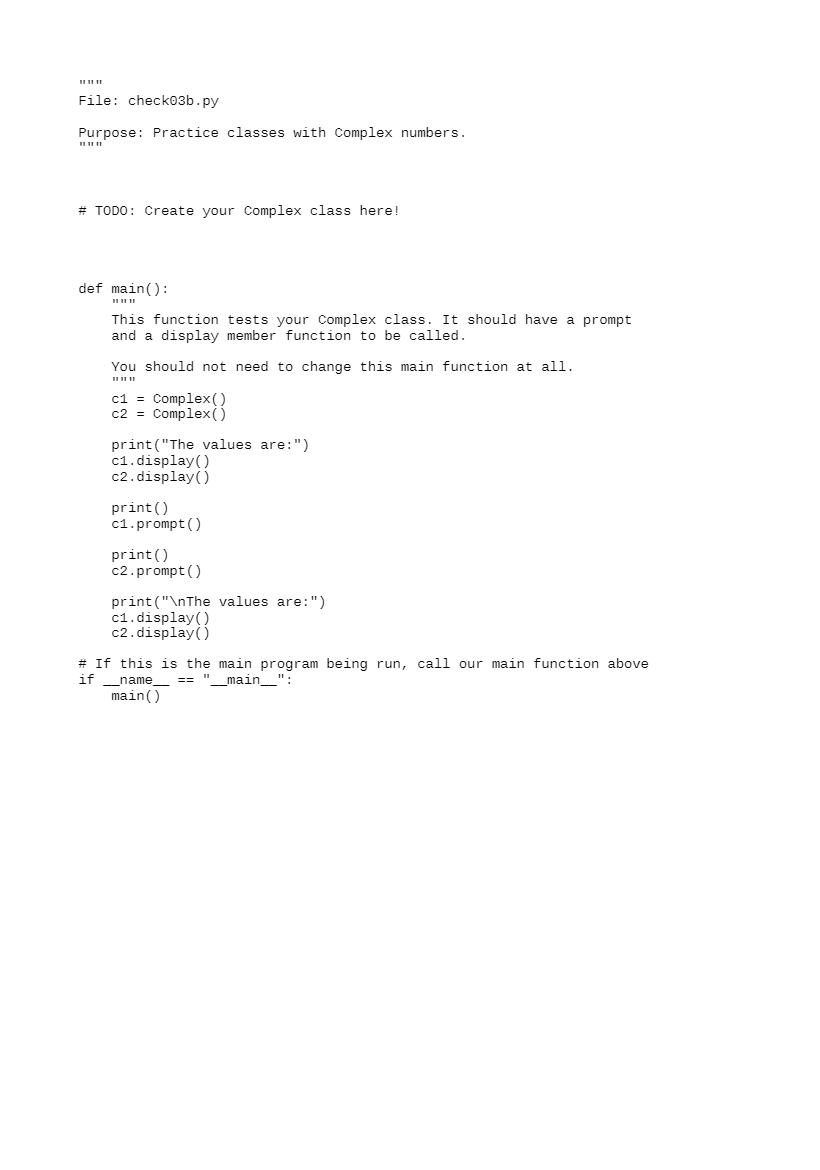 """
File: check03b.py
Purpose: Practice classes with Complex numbers.
"""
# TODO: Create your Complex class here!
def main():
    """
    This function tests your Complex class. It should have a prompt
    and a display member function to be called.
    You should not need to change this main function at all.
    """
    c1 = Complex()
    c2 = Complex()
    print("The values are:")
    c1.display()
    c2.display()
    print()
    c1.prompt()
    print()
    c2.prompt()
    print("\nThe values are:")
    c1.display()
    c2.display()
# If this is the main program being run, call our main function above
if __name__ == "__main__":
    main()